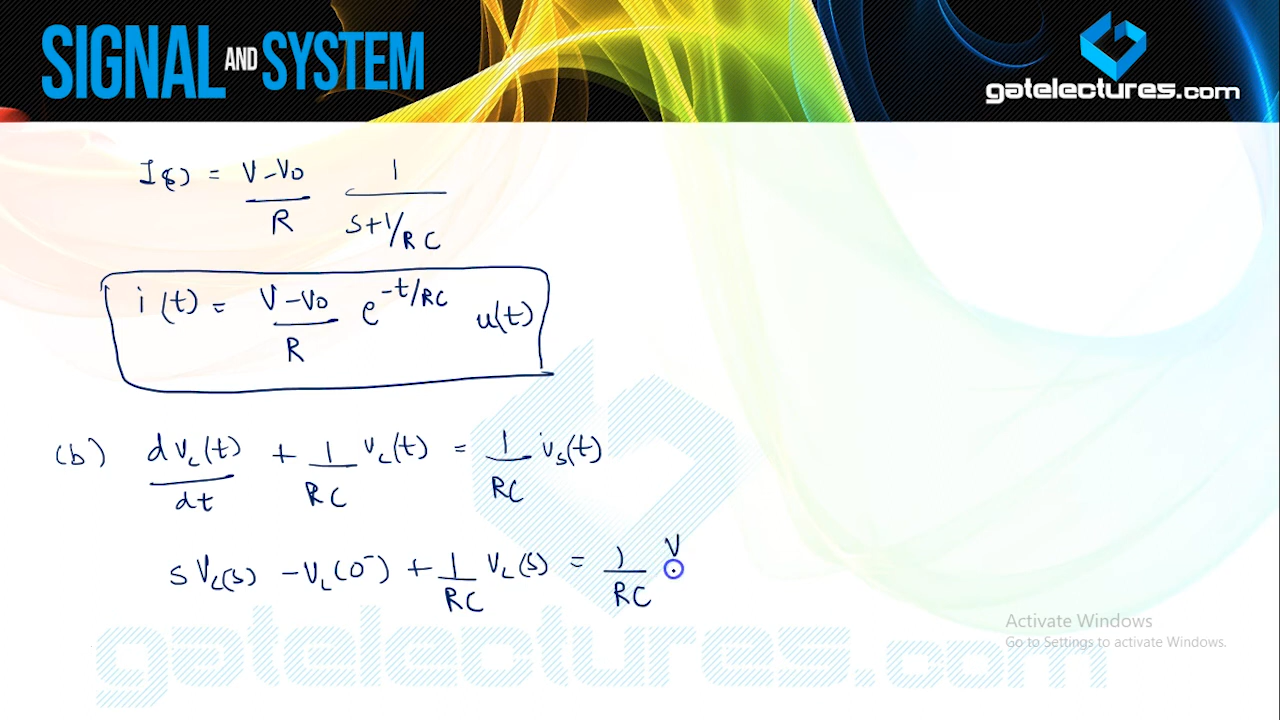 SIGNAL AND SYSTEM
gatelectures.com
I(s) = V-V0/R 1/S+1/RC
i(t) = V-V0/R e^-t/RC u(t)
(b) dVc(t)/dt + 1/RC Vc(t) = 1/RC Vs(t)
S Vc(s) - Vc(0-) + 1/RC Vc(s) = 1/RC V
gatelectures.com
Activate Windows
Go to Settings to activate Windows.